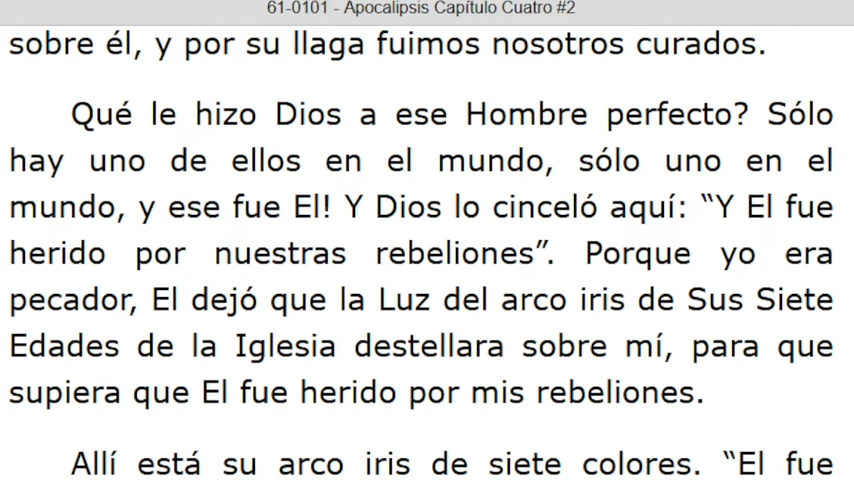 61-0101 - Apocalipsis Capítulo Cuatro #2
sobre él, y por su llaga fuimos nosotros curados.
Qué le hizo Dios a ese Hombre perfecto? Sólo
hay uno de ellos en el mundo, sólo uno en el
mundo, y ese fue El! Y Dios lo cinceló aquí: “Y El fue
herido por nuestras rebeliones”. Porque yo era
pecador, El dejó que la Luz del arco iris de Sus Siete
Edades de la Iglesia destellara sobre mí, para que
supiera que El fue herido por mis rebeliones.
Allí está su arco iris de siete colores. “El fue